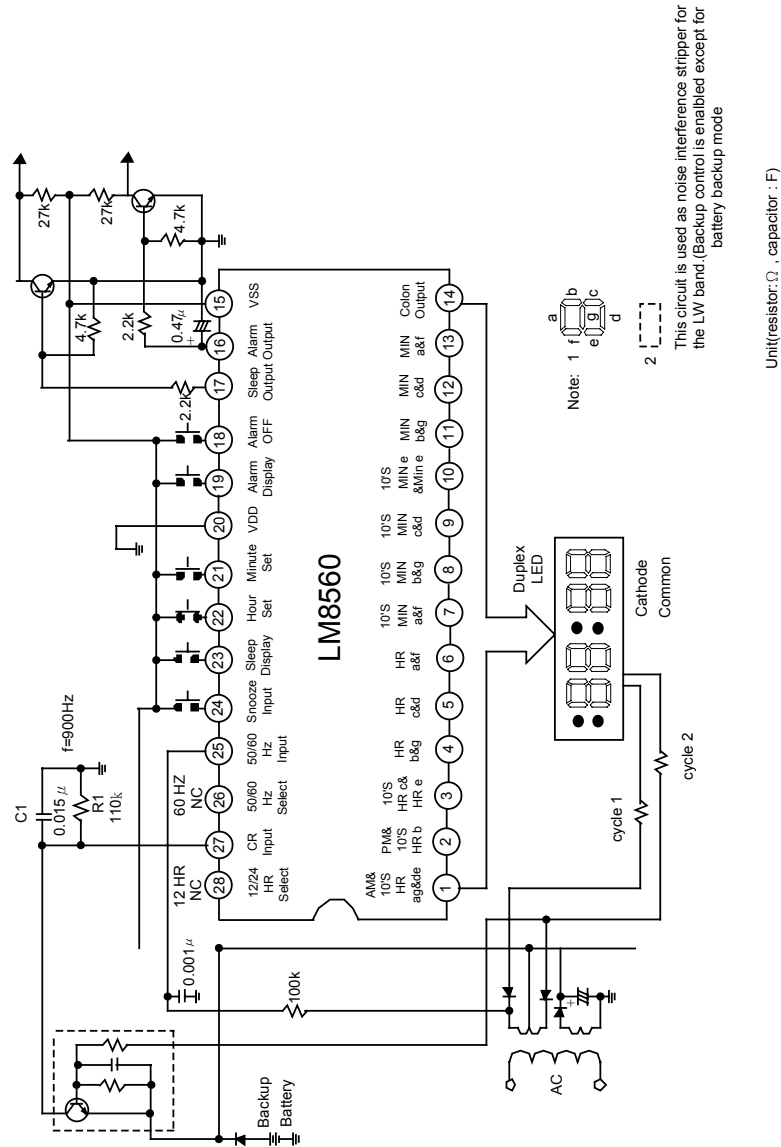 27k
27k
4.7k
4.7k
2.2k
0.47μ
+
2.2k
f=900Hz
C1
0.015 μ
R1
110k
0.001μ
100k
Backup
Battery
AC
+
LM8560
28
12 HR
NC
12/24
HR
Select
27
CR
Input
26
60 HZ
NC
50/60
Hz
Select
25
50/60
Hz
Input
24
Snooze
Input
23
Sleep
Display
22
Hour
Set
21
Minute
Set
20
VDD
19
Alarm
Display
18
Alarm
OFF
17
Sleep
Output
16
Alarm
Output
15
VSS
1
AM&
10'S
HR
ag&de
2
PM&
10'S
HR b
3
10'S
HR c&
HR e
4
HR
b&g
5
HR
c&d
6
HR
a&f
7
10'S
MIN
a&f
8
10'S
MIN
b&g
9
10'S
MIN
c&d
10
10'S
MIN e
&Min e
11
MIN
b&g
12
MIN
c&d
13
MIN
a&f
14
Colon
Output
Duplex
LED
Cathode
Common
cycle 1
cycle 2
Note: 1
a
b
c
d
e
f
g
2
This circuit is used as noise interference stripper for
the LW band.(Backup control is enalbled except for
battery backup mode
Unit(resistor:Ω , capacitor : F)